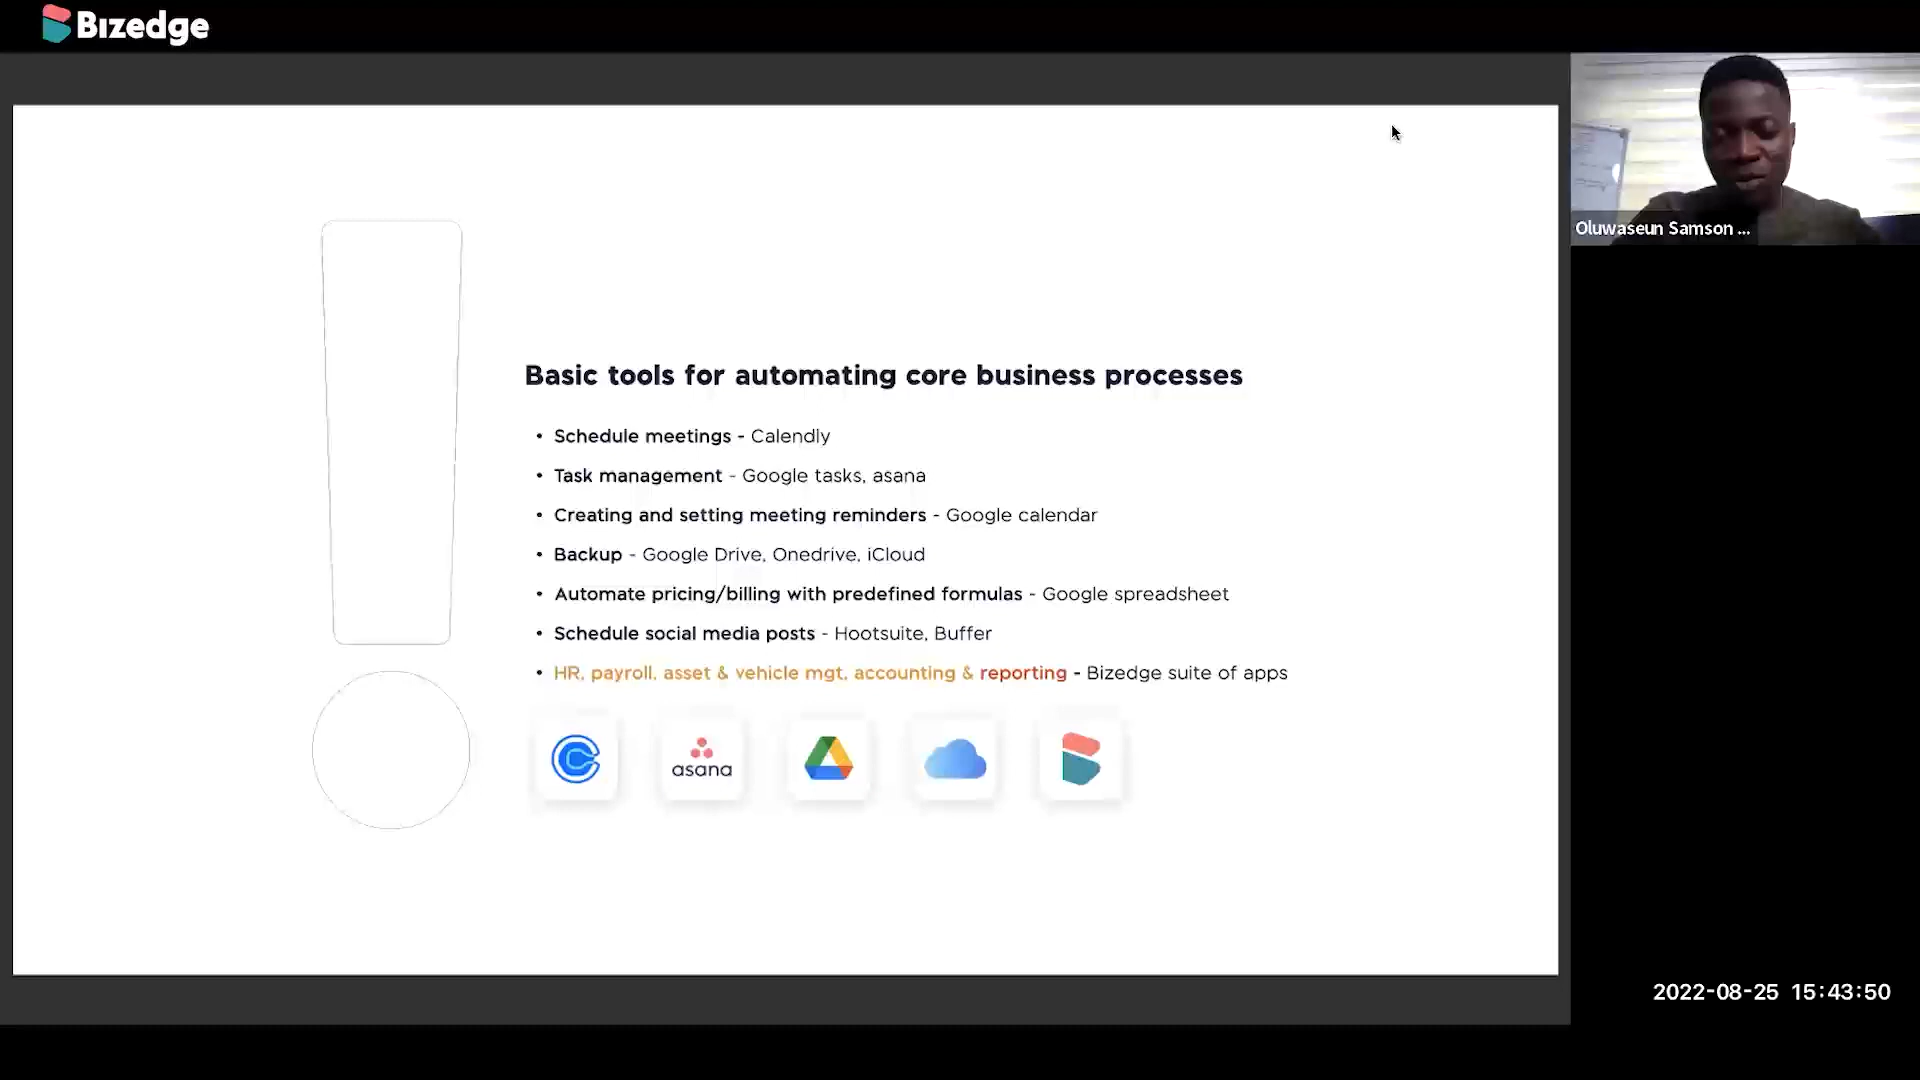 Bizedge
Basic tools for automating core business processes
• Schedule meetings - Calendly
• Task management - Google tasks, asana
• Creating and setting meeting reminders - Google calendar
• Backup - Google Drive, Onedrive, iCloud
• Automate pricing/billing with predefined formulas - Google spreadsheet
• Schedule social media posts - Hootsuite, Buffer
• HR, payroll, asset & vehicle mgt, accounting & reporting - Bizedge suite of apps
asana
Oluwaseun Samson ...
2022-08-25 15:43:50